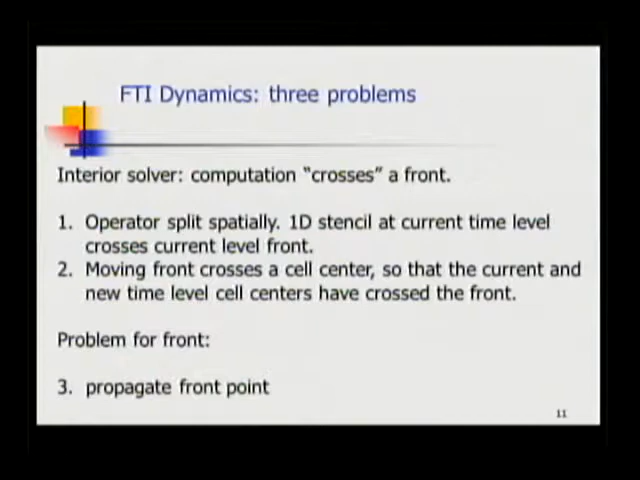 FTI Dynamics: three problems
Interior solver: computation "crosses" a front.
1. Operator split spatially. 1D stencil at current time level
crosses current level front.
2. Moving front crosses a cell center, so that the current and
new time level cell centers have crossed the front.
Problem for front:
3. propagate front point
11